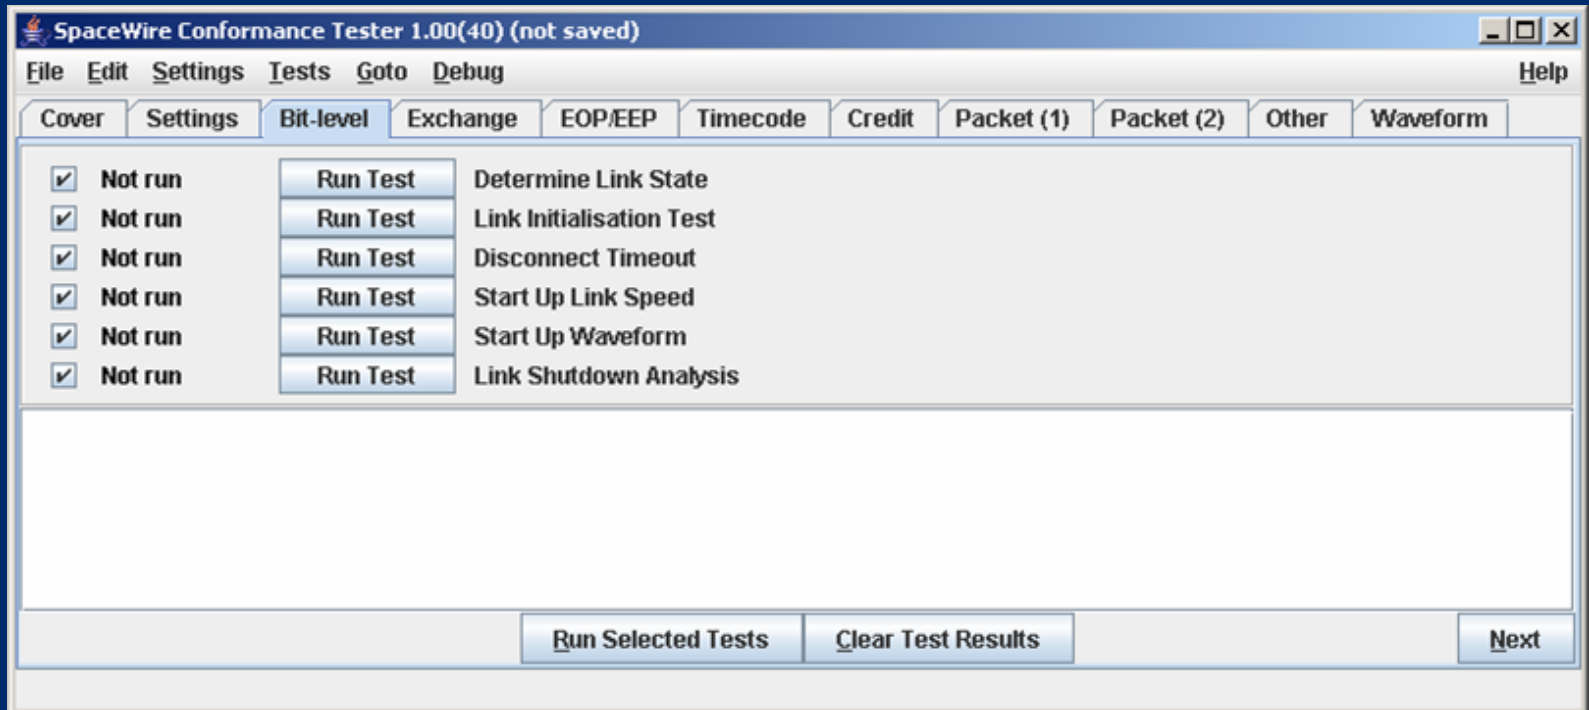 SpaceWire Conformance Tester 1.00(40) (not saved)
File Edit Settings Tests Goto Debug Help
Cover Settings Bit-level Exchange EOP/EEP Timecode Credit Packet (1) Packet (2) Other Waveform
Not run Run Test Determine Link State
Not run Run Test Link Initialisation Test
Not run Run Test Disconnect Timeout
Not run Run Test Start Up Link Speed
Not run Run Test Start Up Waveform
Not run Run Test Link Shutdown Analysis
Run Selected Tests Clear Test Results Next